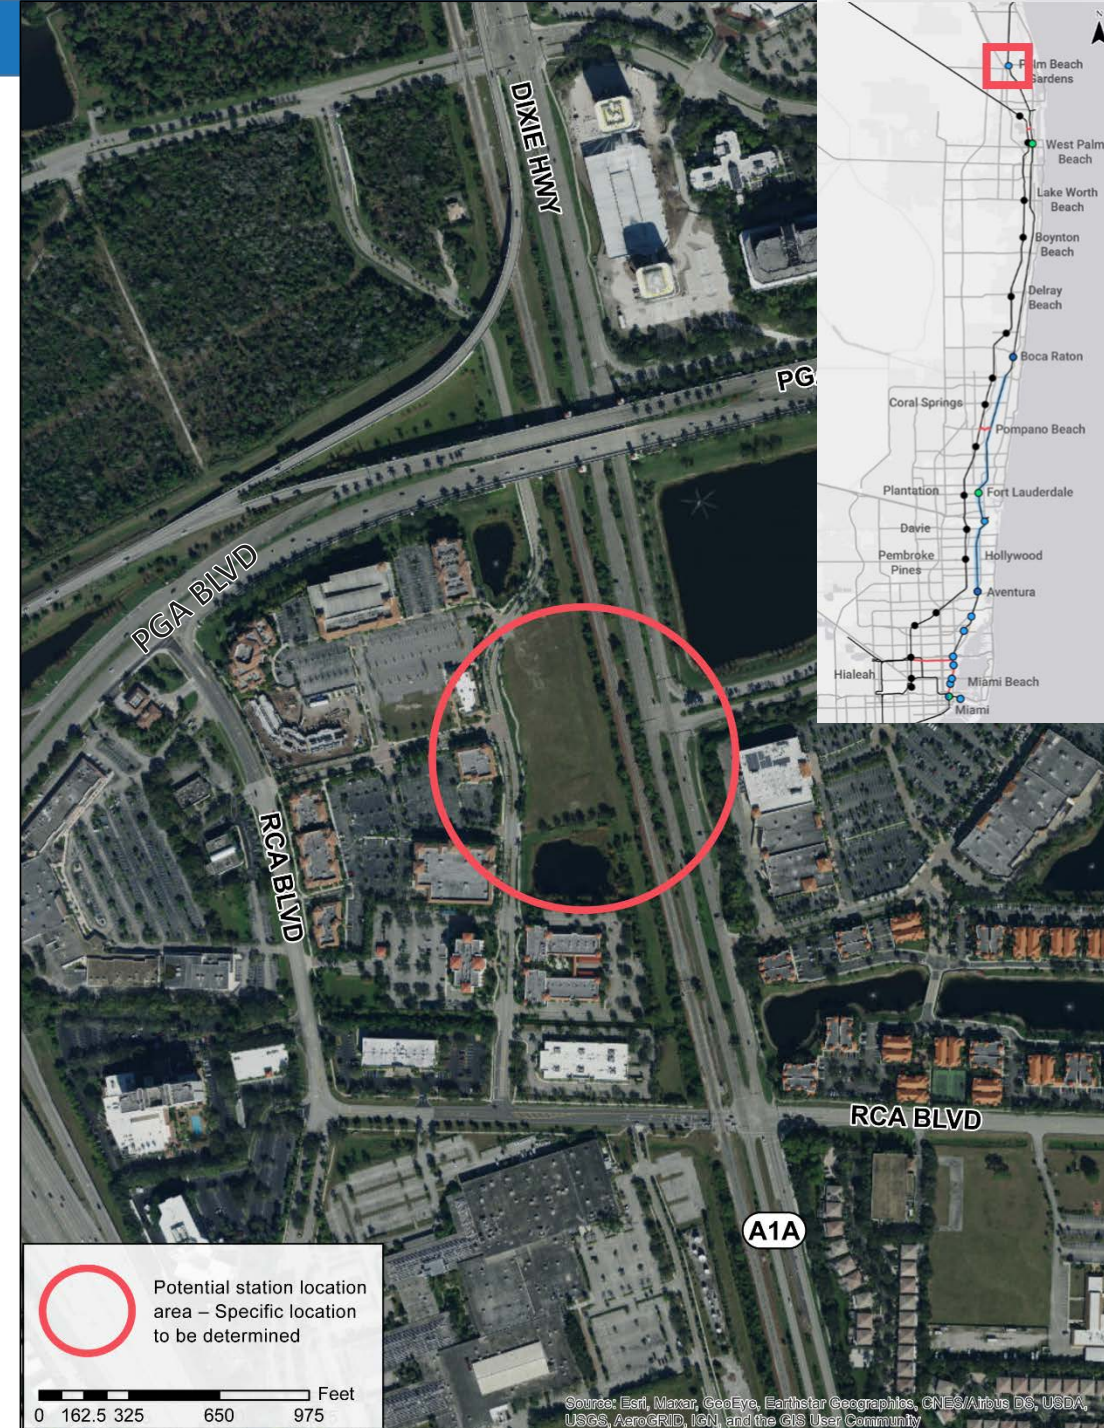 N
Palm Beach
Gardens
West Palm
Beach
Lake Worth
Beach
Boynton
Beach
Delray
Beach
Boca Raton
Coral Springs
Pompano Beach
Plantation
Fort Lauderdale
Davie
Pembroke
Pines
Hollywood
Aventura
Hialeah
Miami Beach
Miami
DIXIE HWY
PG
PGA BLVD
RCA BLVD
RCA BLVD
A1A
Potential station location
area – Specific location
to be determined
Feet
0 162.5 325 650 975
Source: Esri, Maxar, GeoEye, Earthstar Geographics, CNES/Airbus DS, USDA,
USGS, AeroGRID, IGN, and the GIS User Community